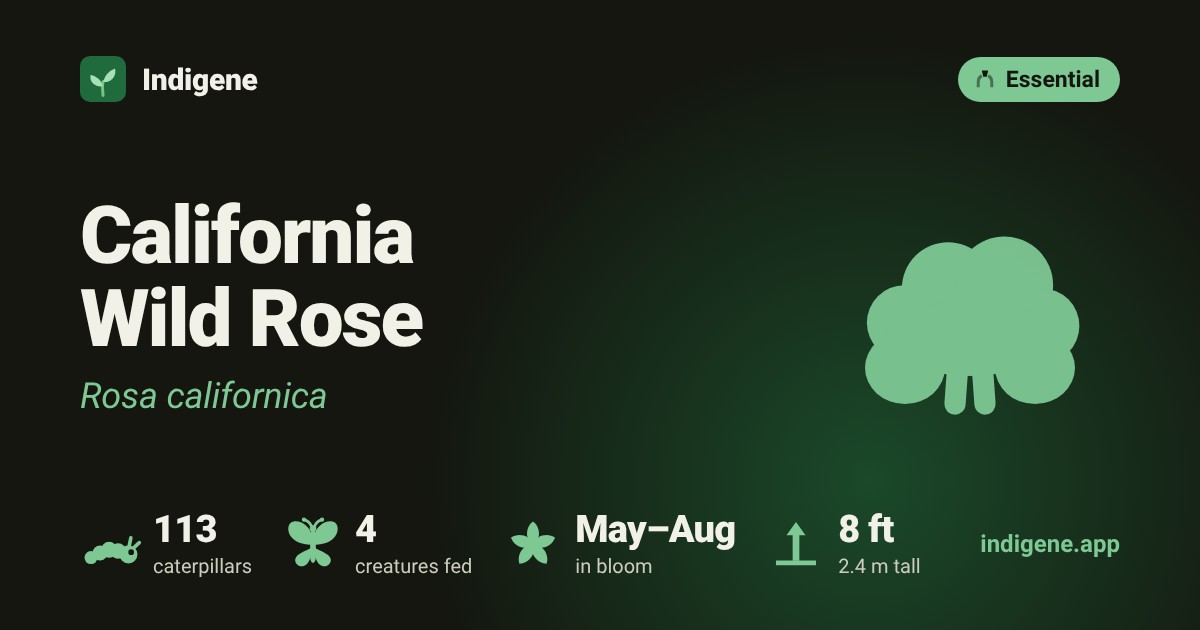 Indigene
Essential
California
Wild Rose
Rosa californica
113
caterpillars
4
creatures fed
May–Aug
in bloom
8 ft
2.4 m tall
indigene.app